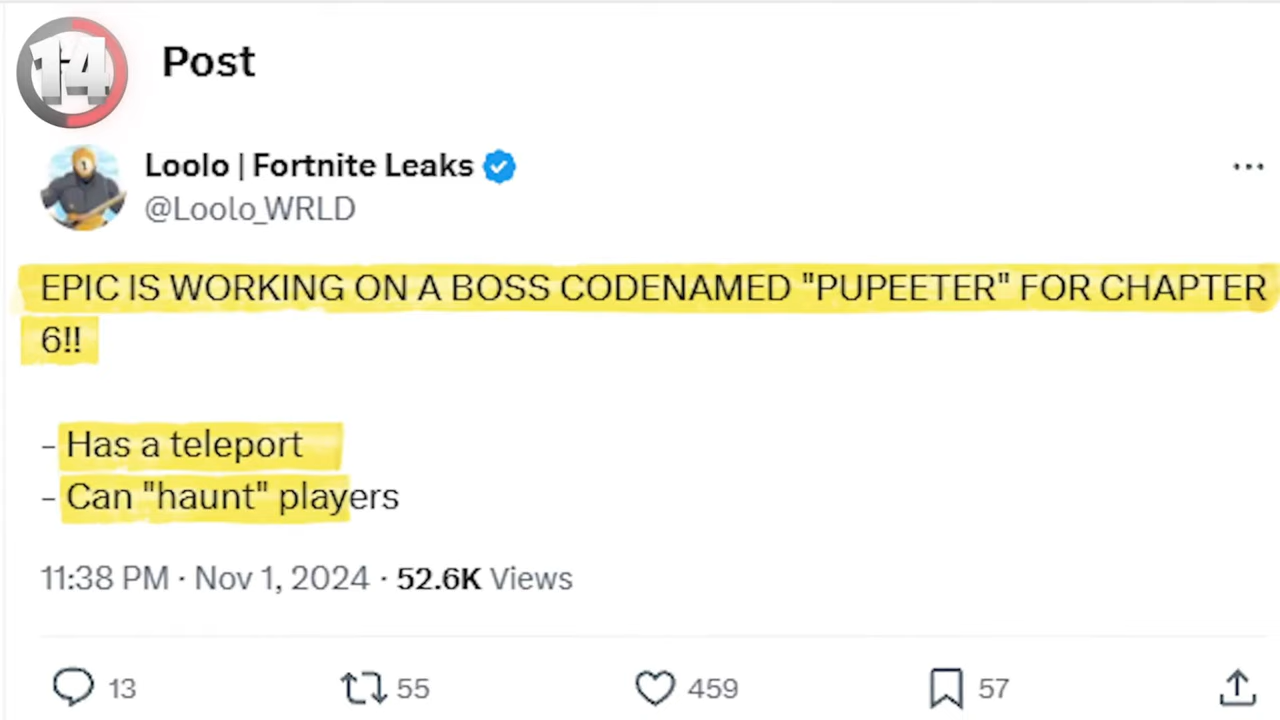 14
Post
Loolo | Fortnite Leaks
@Loolo_WRLD
EPIC IS WORKING ON A BOSS CODENAMED "PUPEETER" FOR CHAPTER
6!!
- Has a teleport
- Can "haunt" players
11:38 PM · Nov 1, 2024 · 52.6K Views
13 55 459 57